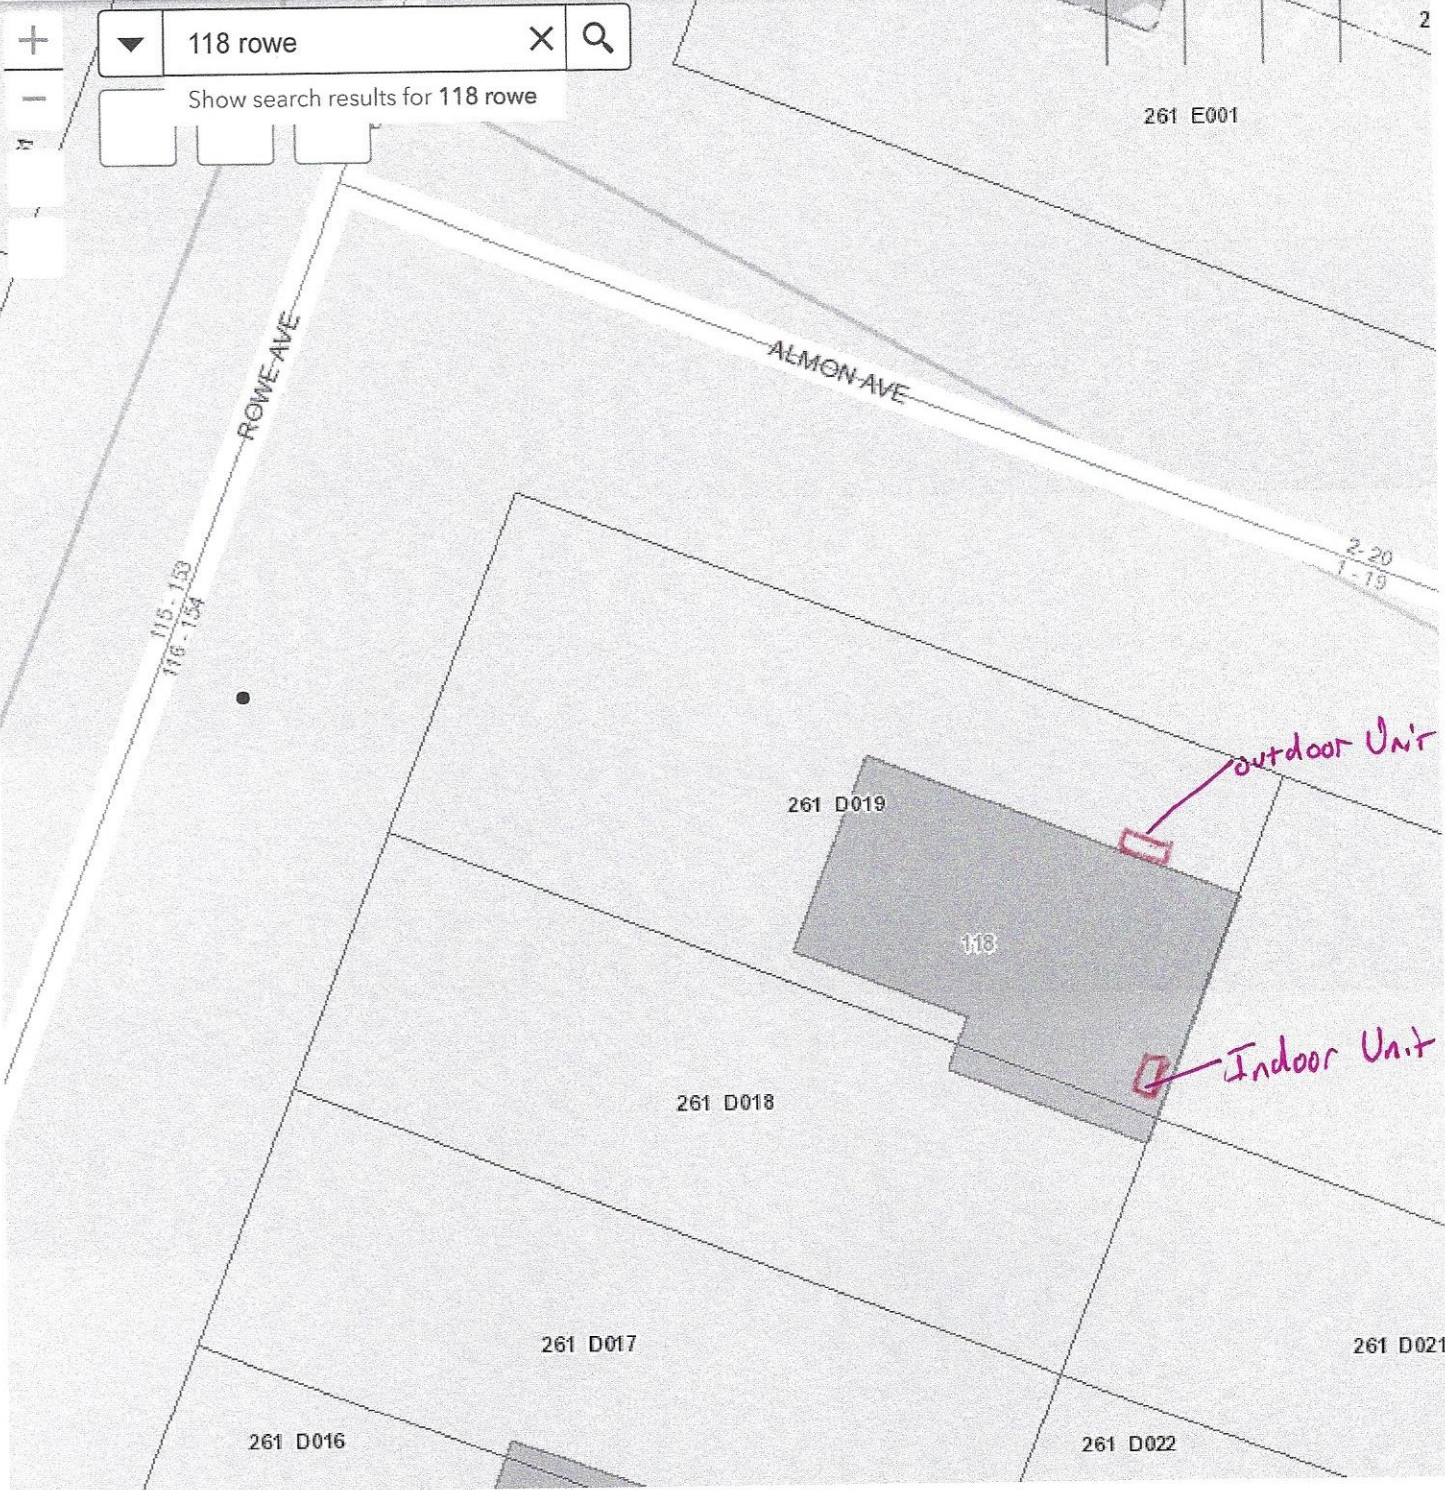 118 rowe
Show search results for 118 rowe
2
261 E001
ROWE AVE
ALMON AVE
2 - 20
1 - 19
115 - 153
116 - 154
outdoor Unit
261 D019
118
Indoor Unit
261 D018
261 D017
261 D021
261 D016
261 D022